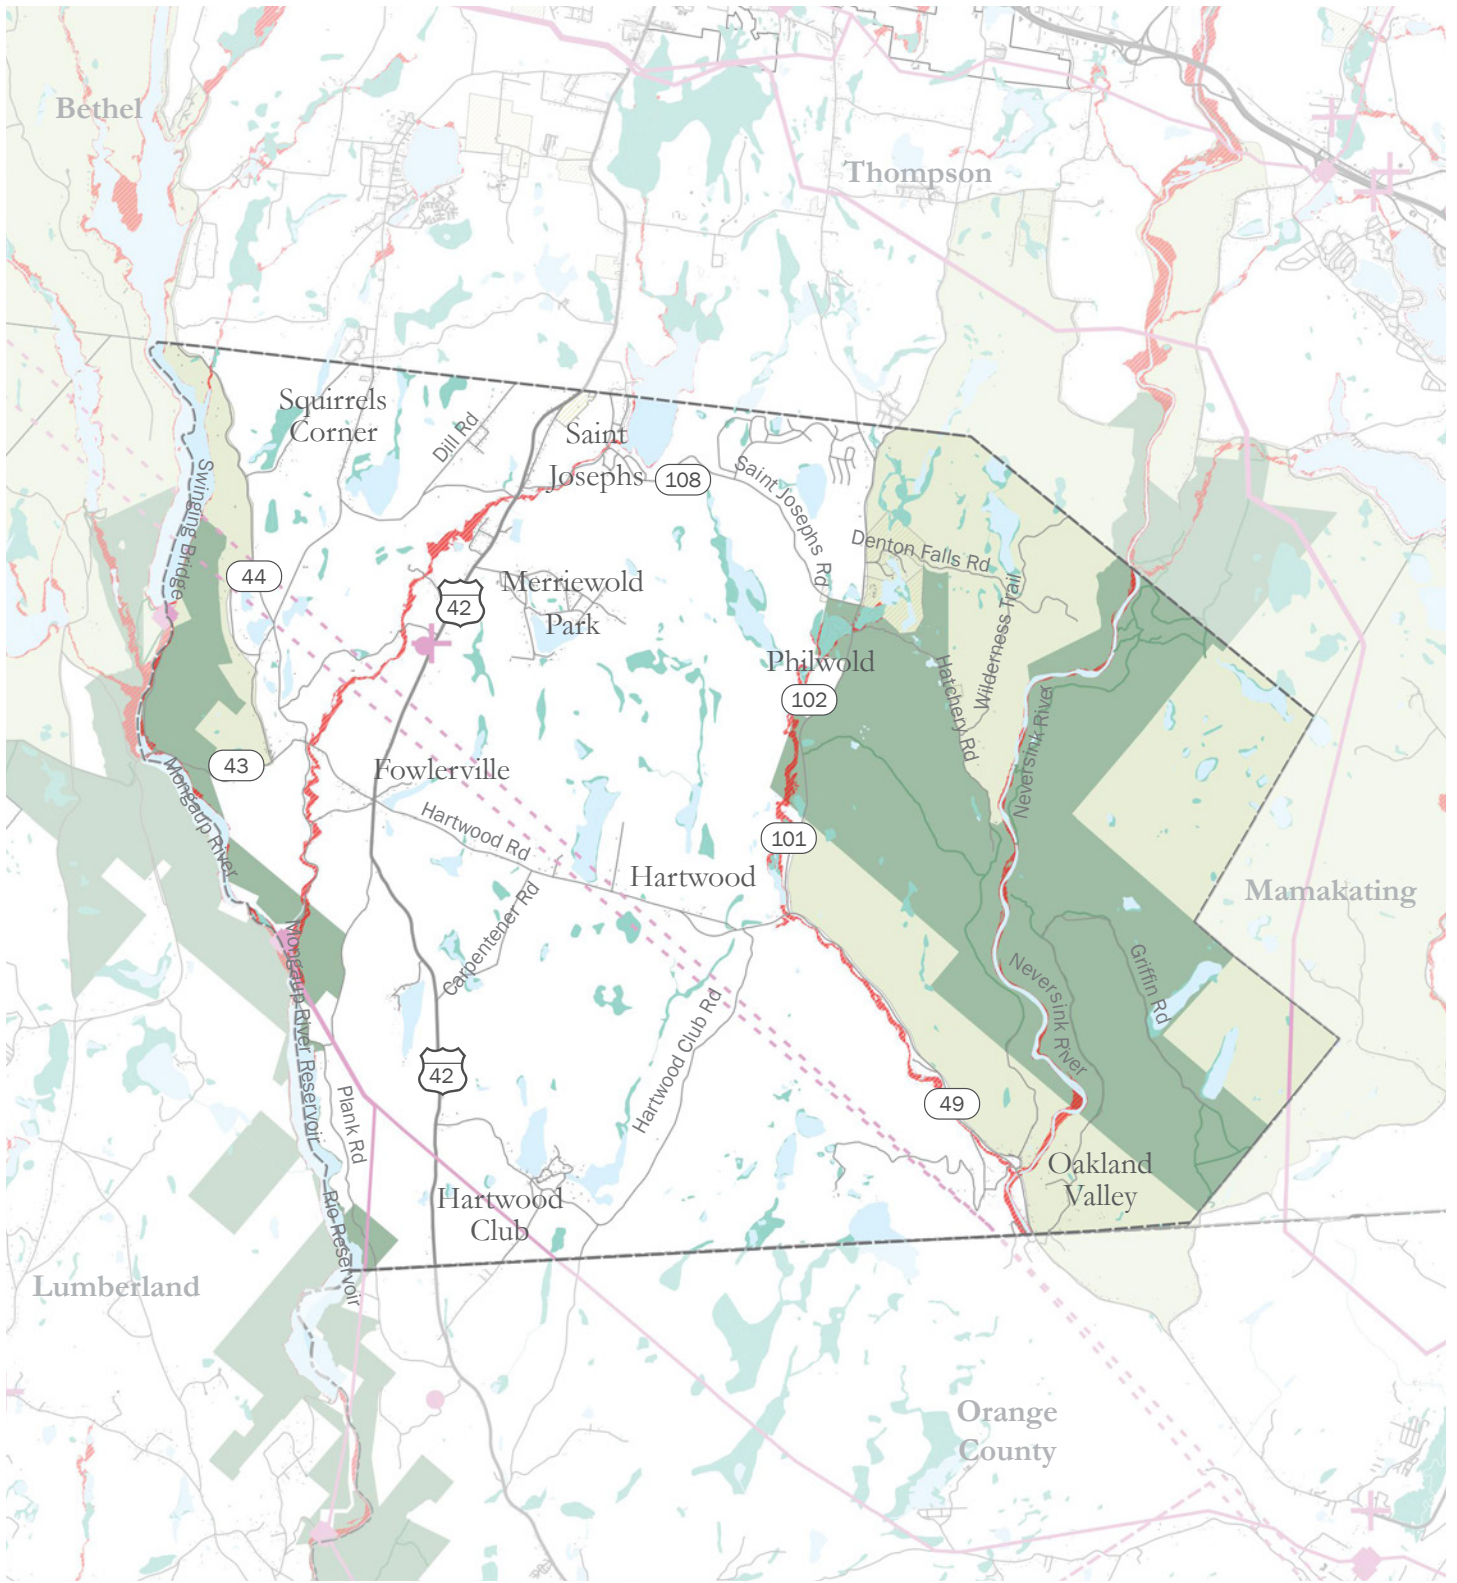 Bethel
Thompson
Squirrels
Corner
Dill Rd
Saint
Josephs
108
Saint Josephs Rd
Swinging Bridge
Denton Falls Rd
44
42
Merriewold
Park
Wilderness Trail
Philwold
102
Hatchery Rd
Neversink River
43
Mongaup River
Fowlerville
Hartwood Rd
101
Hartwood
Mamakating
Carpentener Rd
Mongaup River Reservoir
Neversink River
Griffin Rd
Hartwood Club Rd
42
Plank Rd
49
Oakland
Valley
Hartwood
Club
Rio Reservoir
Lumberland
Orange
County